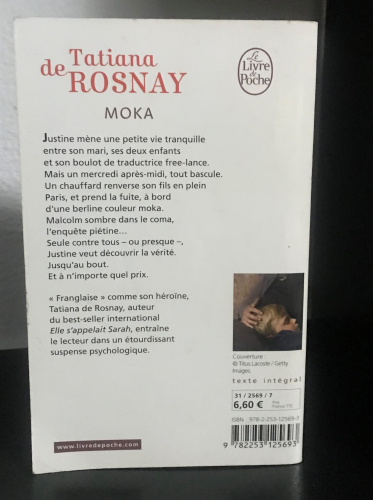 Tatiana
de ROSNAY
Le
Livre
de
Poche
MOKA
Justine mène une petite vie tranquille
entre son mari, ses deux enfants
et son boulot de traductrice free-lance.
Mais un mercredi après-midi, tout bascule.
Un chauffard renverse son fils en plein
Paris, et prend la fuite, à bord
d'une berline couleur moka.
Malcolm sombre dans le coma,
l'enquête piétine...
Seule contre tous – ou presque –,
Justine veut découvrir la vérité.
Jusqu'au bout.
Et à n'importe quel prix.
« Franglaise » comme son héroïne,
Tatiana de Rosnay, auteur
du best-seller international
Elle s'appelait Sarah, entraîne
le lecteur dans un étourdissant
suspense psychologique.
Couverture :
© Titus Lacoste / Getty
Images.
texte intégral
31 / 2569 / 7
6,60 €
Prix
France TTC
ISBN : 978-2-253-12569-3
9 782253 125693
www.livredepoche.com